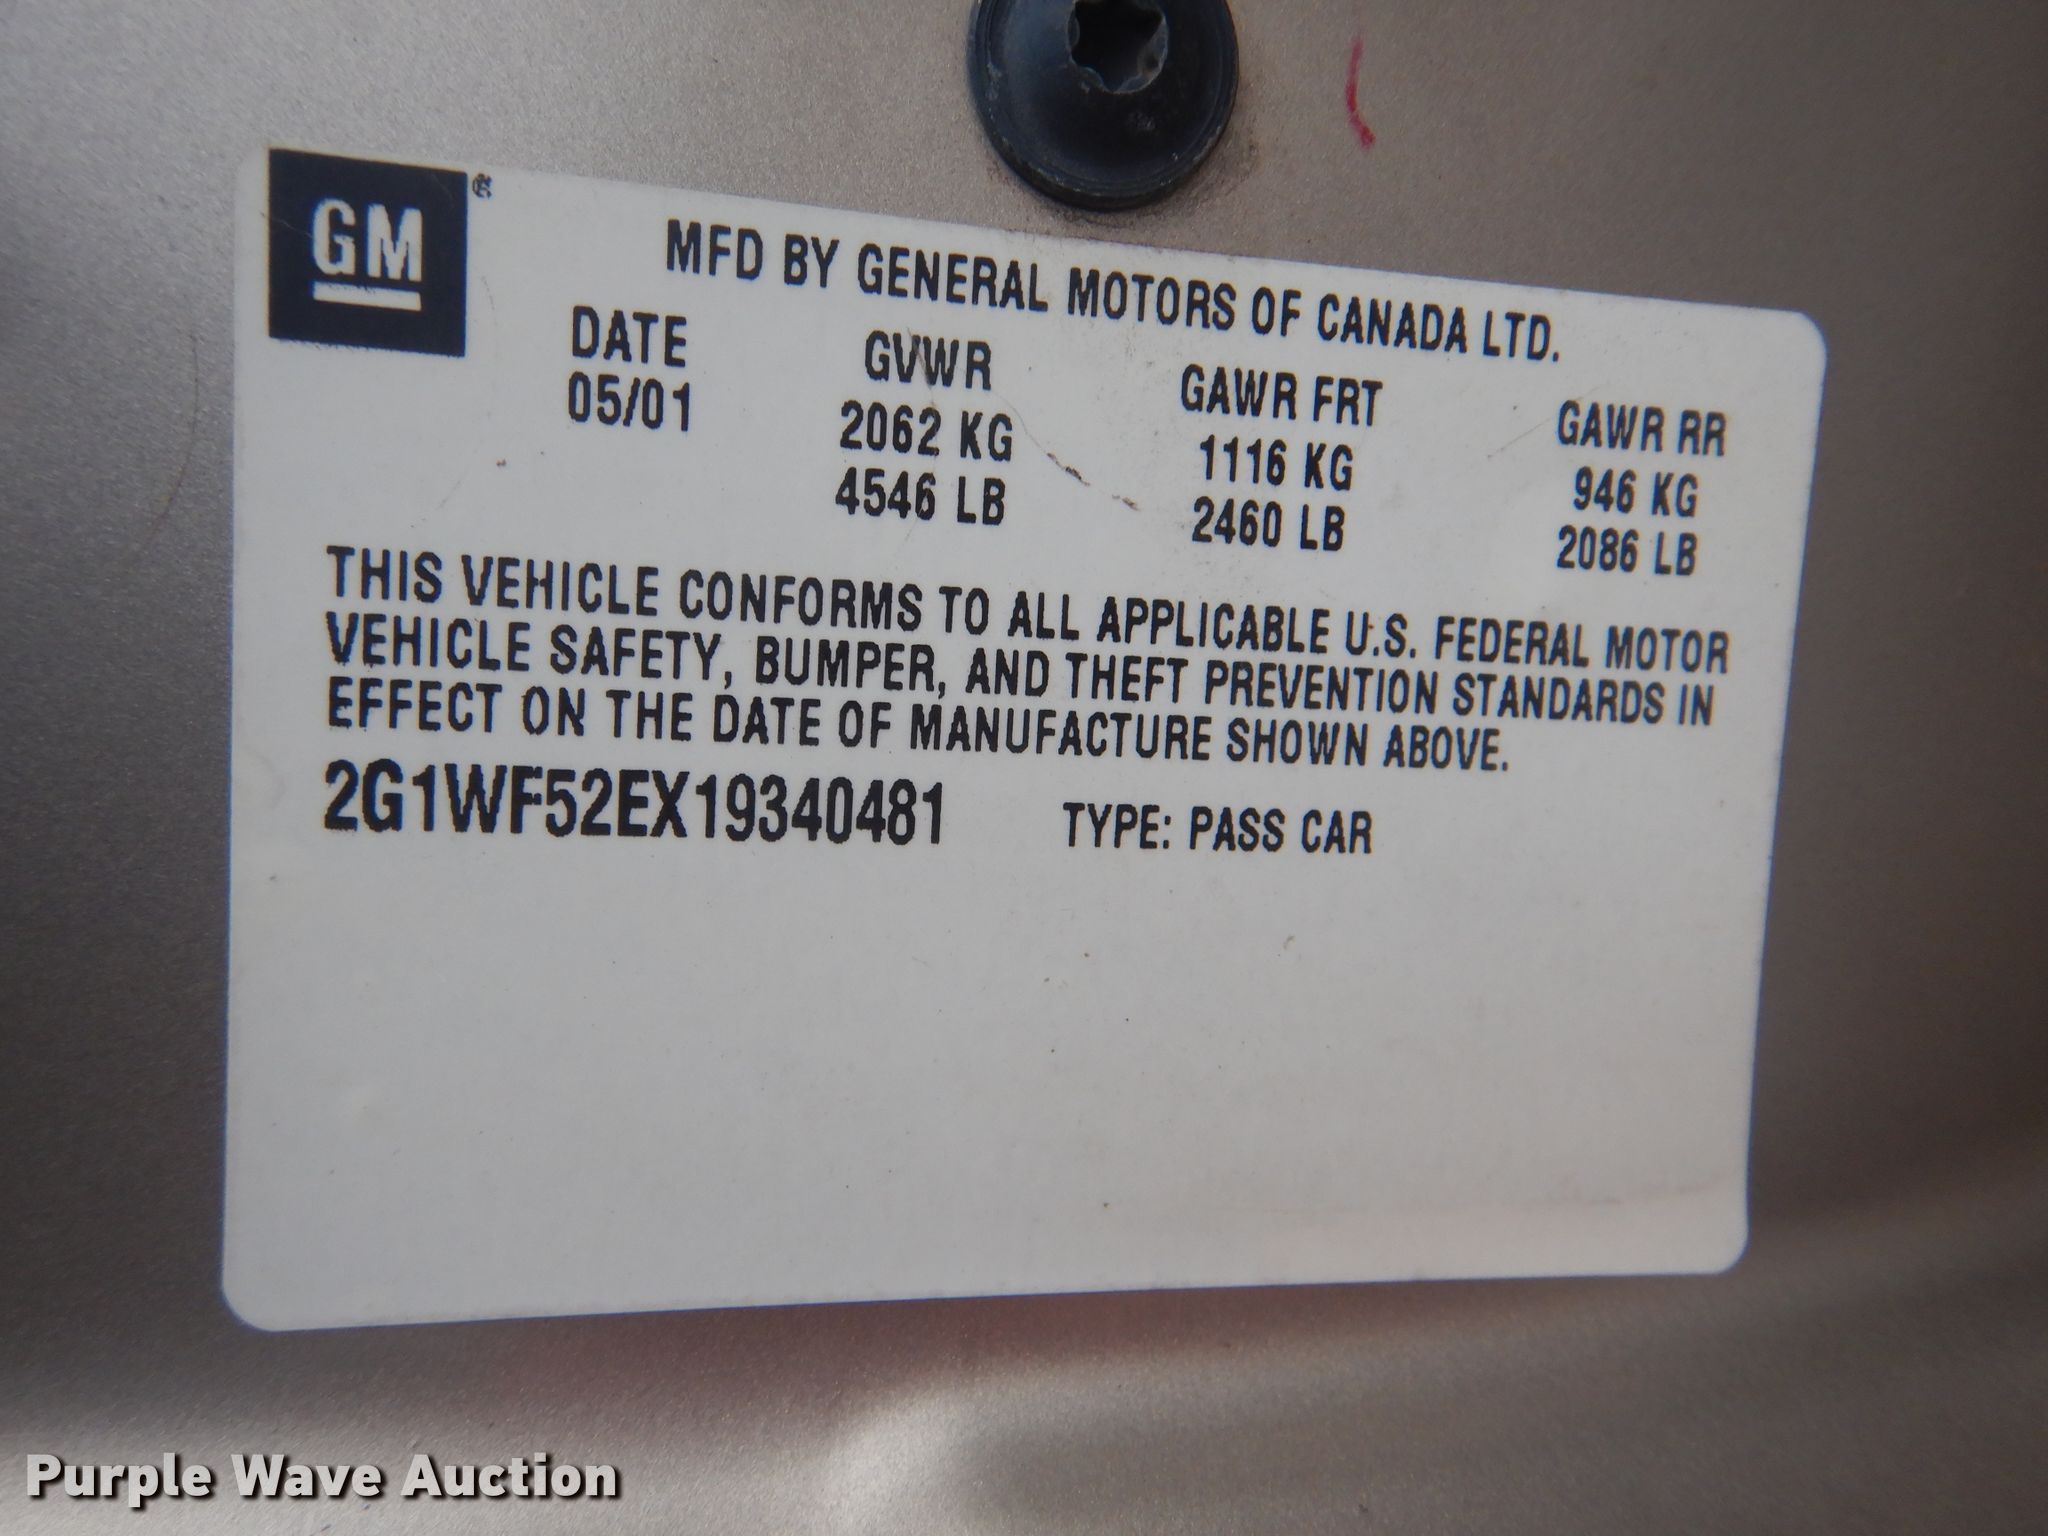 GM®
MFD BY GENERAL MOTORS OF CANADA LTD.
DATE GVWR GAWR FRT GAWR RR
05/01 2062 KG 1116 KG 946 KG
4546 LB 2460 LB 2086 LB
THIS VEHICLE CONFORMS TO ALL APPLICABLE U.S. FEDERAL MOTOR
VEHICLE SAFETY, BUMPER, AND THEFT PREVENTION STANDARDS IN
EFFECT ON THE DATE OF MANUFACTURE SHOWN ABOVE.
2G1WF52EX19340481 TYPE: PASS CAR
Purple Wave Auction